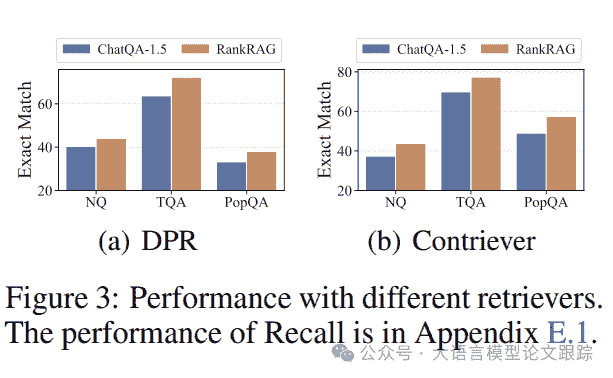 ChatQA-1.5 RankRAG
Exact Match
60
40
20
NQ TQA PopQA
(a) DPR
ChatQA-1.5 RankRAG
Exact Match
80
60
40
20
NQ TQA PopQA
(b) Contriever
Figure 3: Performance with different retrievers.
The performance of Recall is in Appendix E.1.
公众号 · 大语言模型论文跟踪